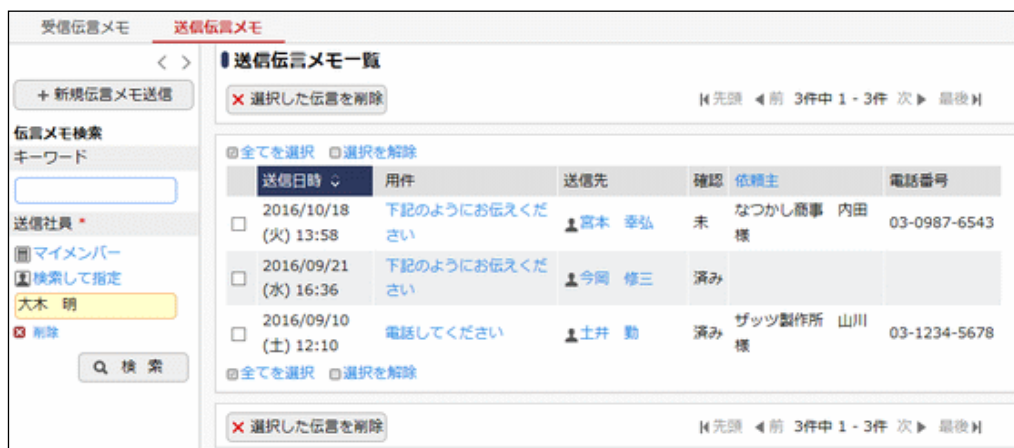 受信伝言メモ 送信伝言メモ
+ 新規伝言メモ送信
伝言メモ検索
キーワード
送信社員 *
マイメンバー
検索して指定
大木 明
削除
検 索
送信伝言メモ一覧
選択した伝言を削除 先頭 前 3件中 1 - 3件 次 最後
全てを選択 選択を解除
送信日時 用件 送信先 確認 依頼主 電話番号
2016/10/18 下記のようにお伝えくだ なつかし商事 内田
(火) 13:58 さい 宮本 幸弘 未 様 03-0987-6543
2016/09/21 下記のようにお伝えくだ
(水) 16:36 さい 今岡 修三 済み
2016/09/10 ザッツ製作所 山川
(土) 12:10 電話してください 土井 勤 済み 様 03-1234-5678
全てを選択 選択を解除
選択した伝言を削除 先頭 前 3件中 1 - 3件 次 最後